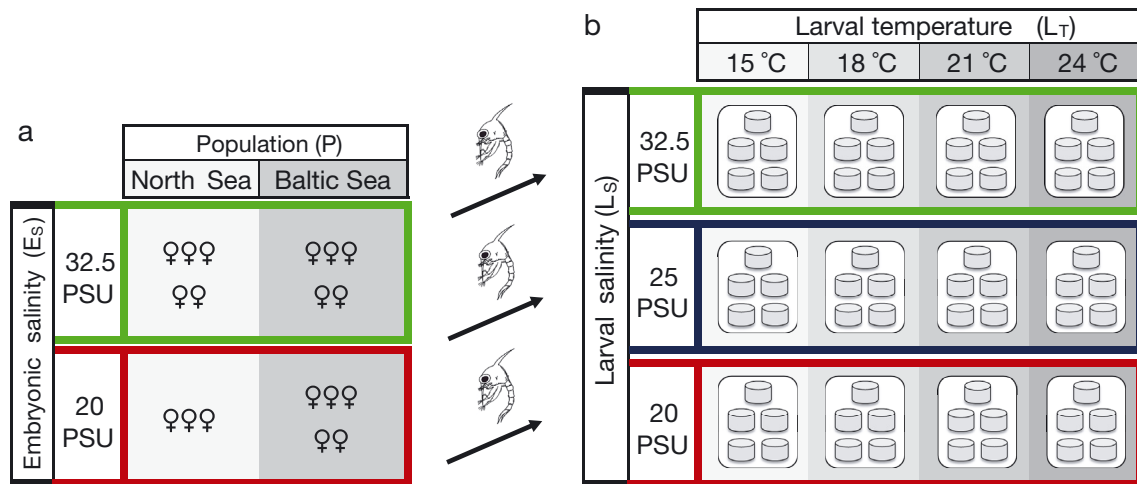 a
Population (P)
North Sea
Baltic Sea
Embryonic salinity (ES)
32.5
PSU
♀♀♀
♀♀
♀♀♀
♀♀
20
PSU
♀♀♀
♀♀♀
♀♀
b
Larval temperature (LT)
15 °C
18 °C
21 °C
24 °C
Larval salinity (LS)
32.5
PSU
25
PSU
20
PSU